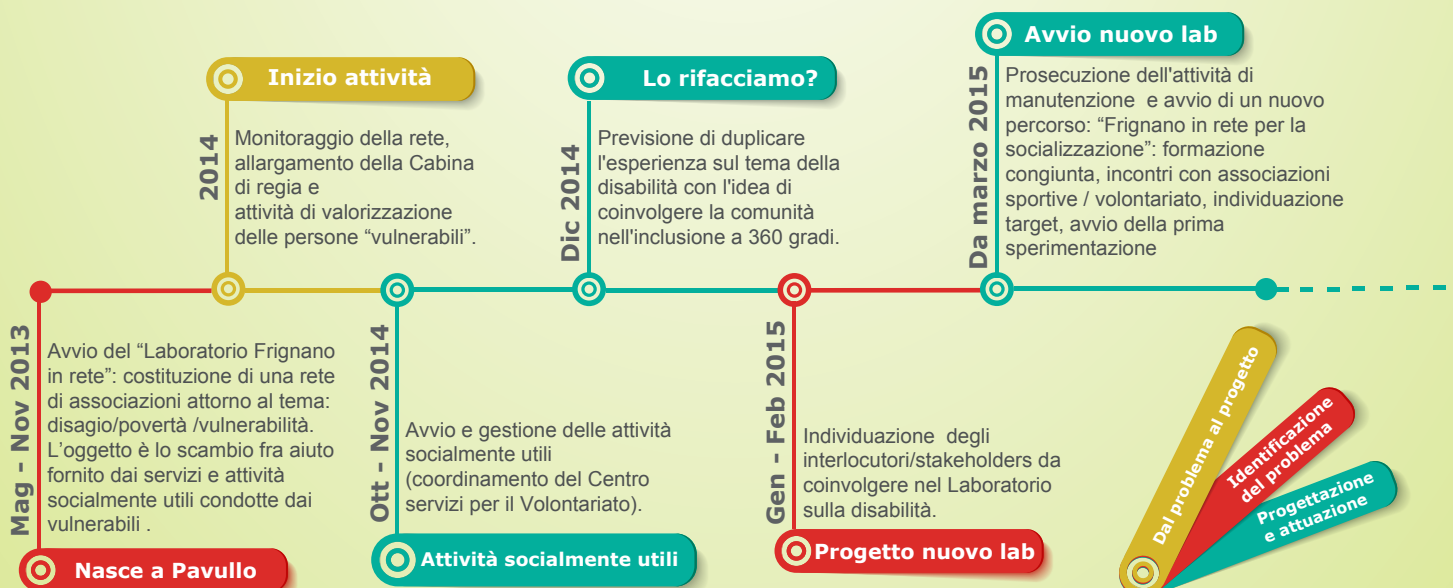 Inizio attività
2014
Monitoraggio della rete,
allargamento della Cabina
di regia e
attività di valorizzazione
delle persone “vulnerabili”.
Lo rifacciamo?
Dic 2014
Previsione di duplicare
l'esperienza sul tema della
disabilità con l'idea di
coinvolgere la comunità
nell'inclusione a 360 gradi.
Avvio nuovo lab
Da marzo 2015
Prosecuzione dell'attività di
manutenzione e avvio di un nuovo
percorso: “Frignano in rete per la
socializzazione”: formazione
congiunta, incontri con associazioni
sportive / volontariato, individuazione
target, avvio della prima
sperimentazione
Mag - Nov 2013
Avvio del “Laboratorio Frignano
in rete”: costituzione di una rete
di associazioni attorno al tema:
disagio/povertà /vulnerabilità.
L’oggetto è lo scambio fra aiuto
fornito dai servizi e attività
socialmente utili condotte dai
vulnerabili .
Nasce a Pavullo
Ott - Nov 2014
Avvio e gestione delle attività
socialmente utili
(coordinamento del Centro
servizi per il Volontariato).
Attività socialmente utili
Gen - Feb 2015
Individuazione degli
interlocutori/stakeholders da
coinvolgere nel Laboratorio
sulla disabilità.
Progetto nuovo lab
Dal problema al progetto
Identificazione
del problema
Progettazione
e attuazione